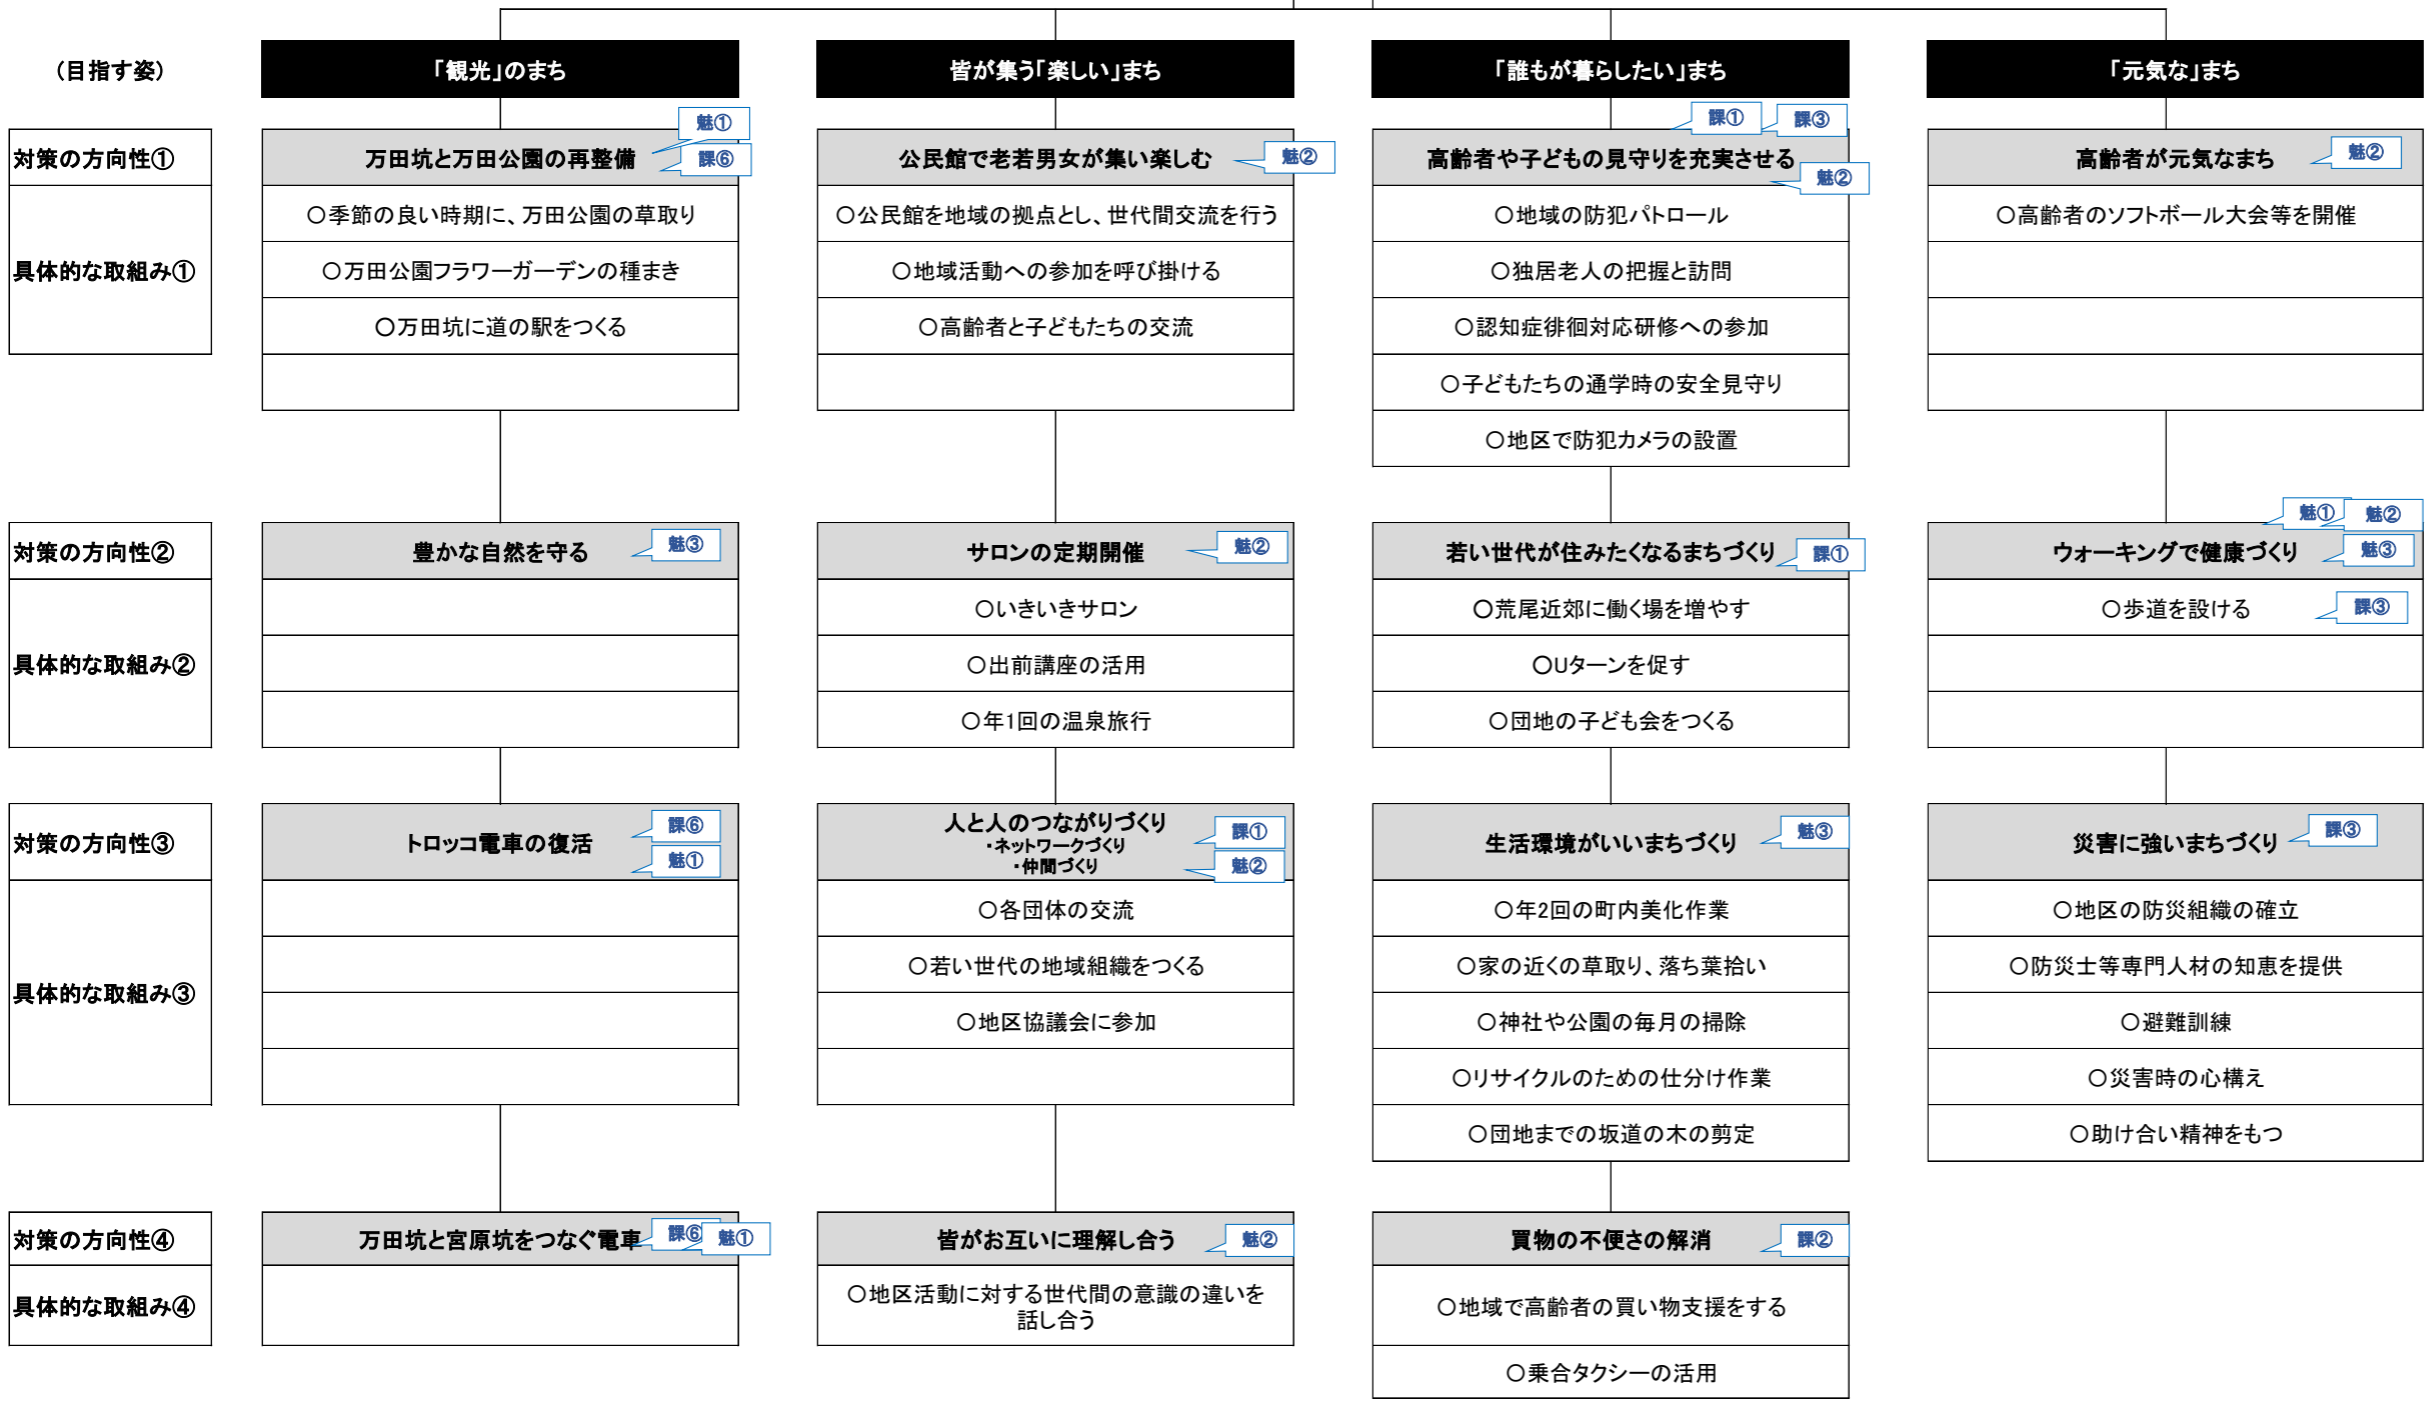 (目指す姿)
「観光」のまち
皆が集う「楽しい」まち
「誰もが暮らしたい」まち
「元気な」まち
対策の方向性①
万田坑と万田公園の再整備
魅①
課⑥
公民館で老若男女が集い楽しむ
魅②
高齢者や子どもの見守りを充実させる
課①
課③
魅②
高齢者が元気なまち
魅②
具体的な取組み①
〇季節の良い時期に、万田公園の草取り
〇万田公園フラワーガーデンの種まき
〇万田坑に道の駅をつくる
〇公民館を地域の拠点とし、世代間交流を行う
〇地域活動への参加を呼び掛ける
〇高齢者と子どもたちの交流
〇地域の防犯パトロール
〇独居老人の把握と訪問
〇認知症徘徊対応研修への参加
〇子どもたちの通学時の安全見守り
〇地区で防犯カメラの設置
〇高齢者のソフトボール大会等を開催
対策の方向性②
豊かな自然を守る
魅③
サロンの定期開催
魅②
若い世代が住みたくなるまちづくり
課①
ウォーキングで健康づくり
魅①
魅②
魅③
具体的な取組み②
〇いきいきサロン
〇出前講座の活用
〇年1回の温泉旅行
〇荒尾近郊に働く場を増やす
〇Uターンを促す
〇団地の子ども会をつくる
〇歩道を設ける
課③
対策の方向性③
トロッコ電車の復活
課⑥
魅①
人と人のつながりづくり
・ネットワークづくり
・仲間づくり
課①
魅②
生活環境がいいまちづくり
魅③
災害に強いまちづくり
課③
具体的な取組み③
〇各団体の交流
〇若い世代の地域組織をつくる
〇地区協議会に参加
〇年2回の町内美化作業
〇家の近くの草取り、落ち葉拾い
〇神社や公園の毎月の掃除
〇リサイクルのための仕分け作業
〇団地までの坂道の木の剪定
〇地区の防災組織の確立
〇防災士等専門人材の知恵を提供
〇避難訓練
〇災害時の心構え
〇助け合い精神をもつ
対策の方向性④
万田坑と宮原坑をつなぐ電車
課⑥
魅①
皆がお互いに理解し合う
魅②
買物の不便さの解消
課②
具体的な取組み④
〇地区活動に対する世代間の意識の違いを
話し合う
〇地域で高齢者の買い物支援をする
〇乗合タクシーの活用